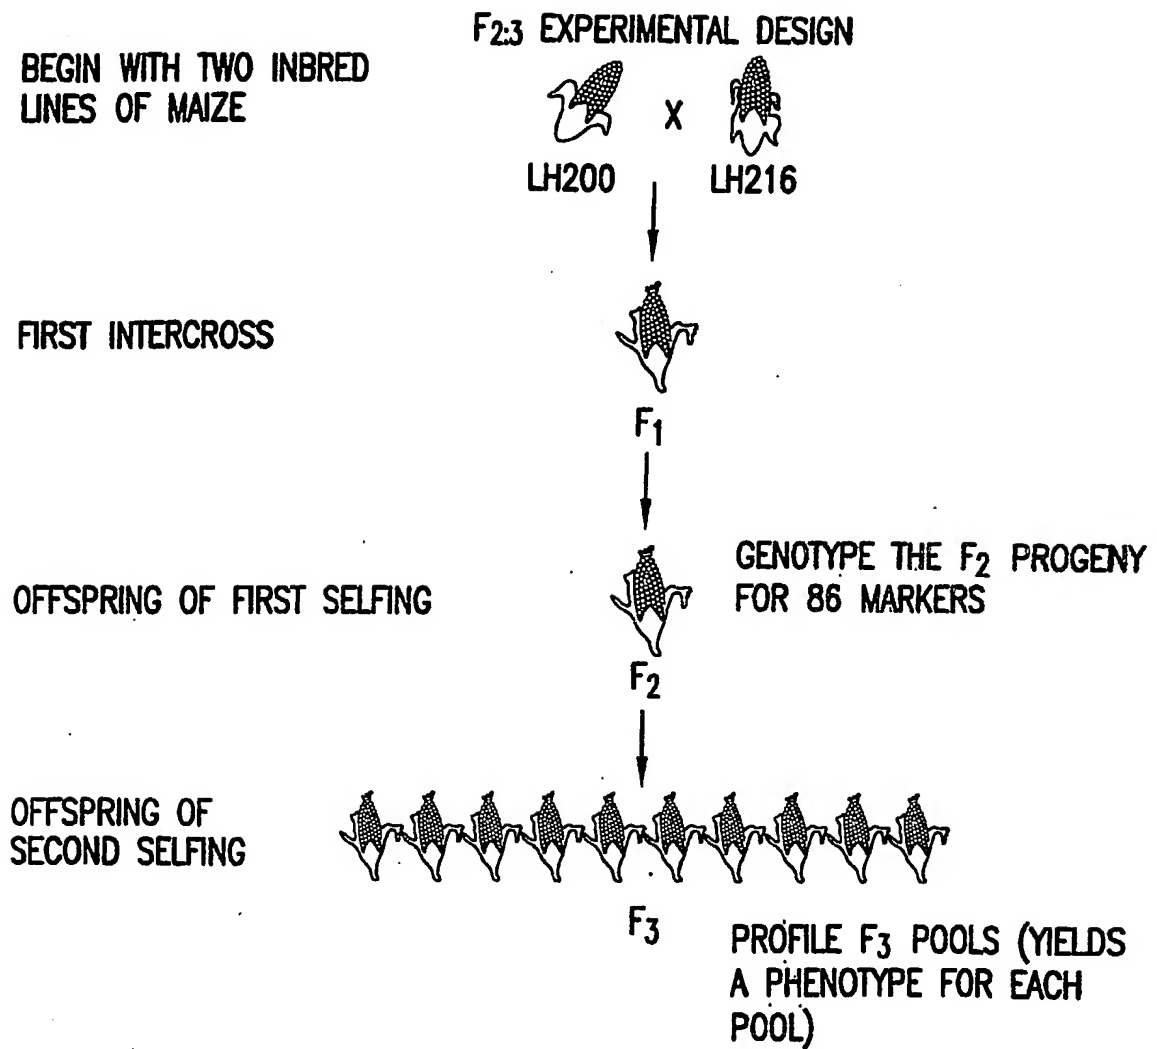 F2:3 EXPERIMENTAL DESIGN
BEGIN WITH TWO INBRED
LINES OF MAIZE
X
LH200
LH216
FIRST INTERCROSS
F1
OFFSPRING OF FIRST SELFING
GENOTYPE THE F2 PROGENY
FOR 86 MARKERS
F2
OFFSPRING OF
SECOND SELFING
F3
PROFILE F3 POOLS (YIELDS
A PHENOTYPE FOR EACH
POOL)